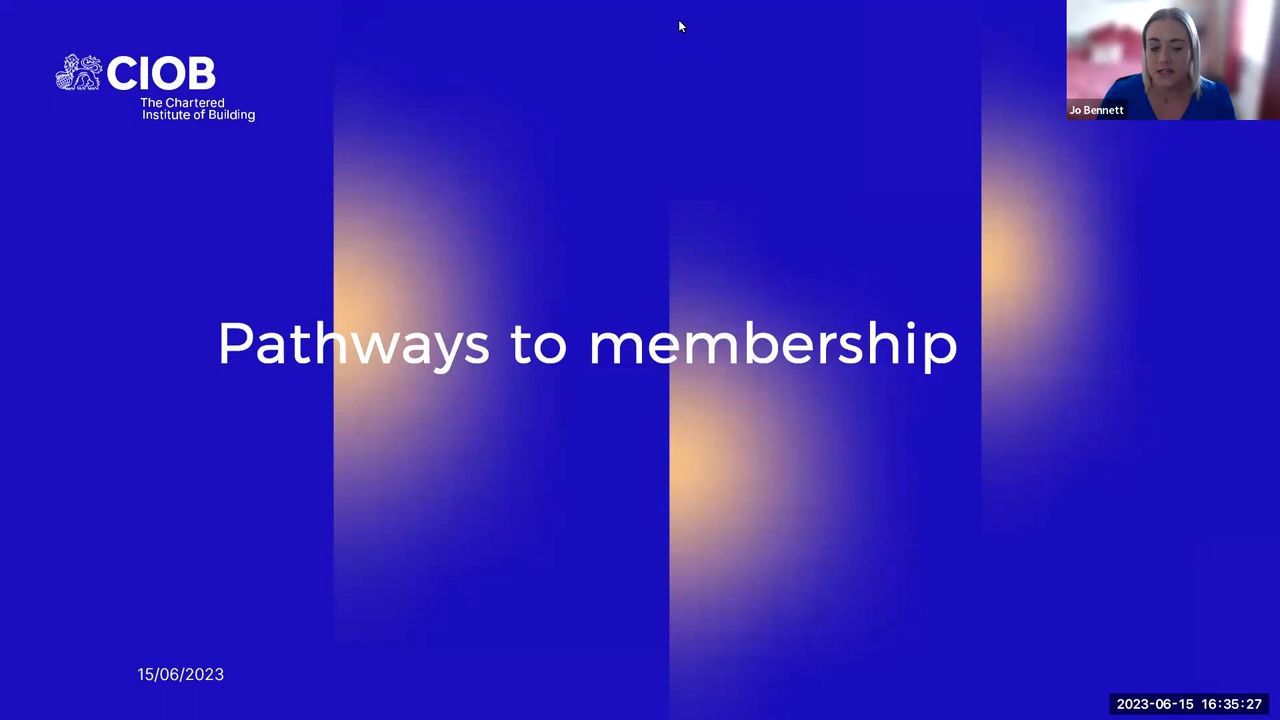 CIOB
The Chartered
Institute of Building
Jo Bennett
Pathways to membership
15/06/2023
2023-06-15 16:35:27